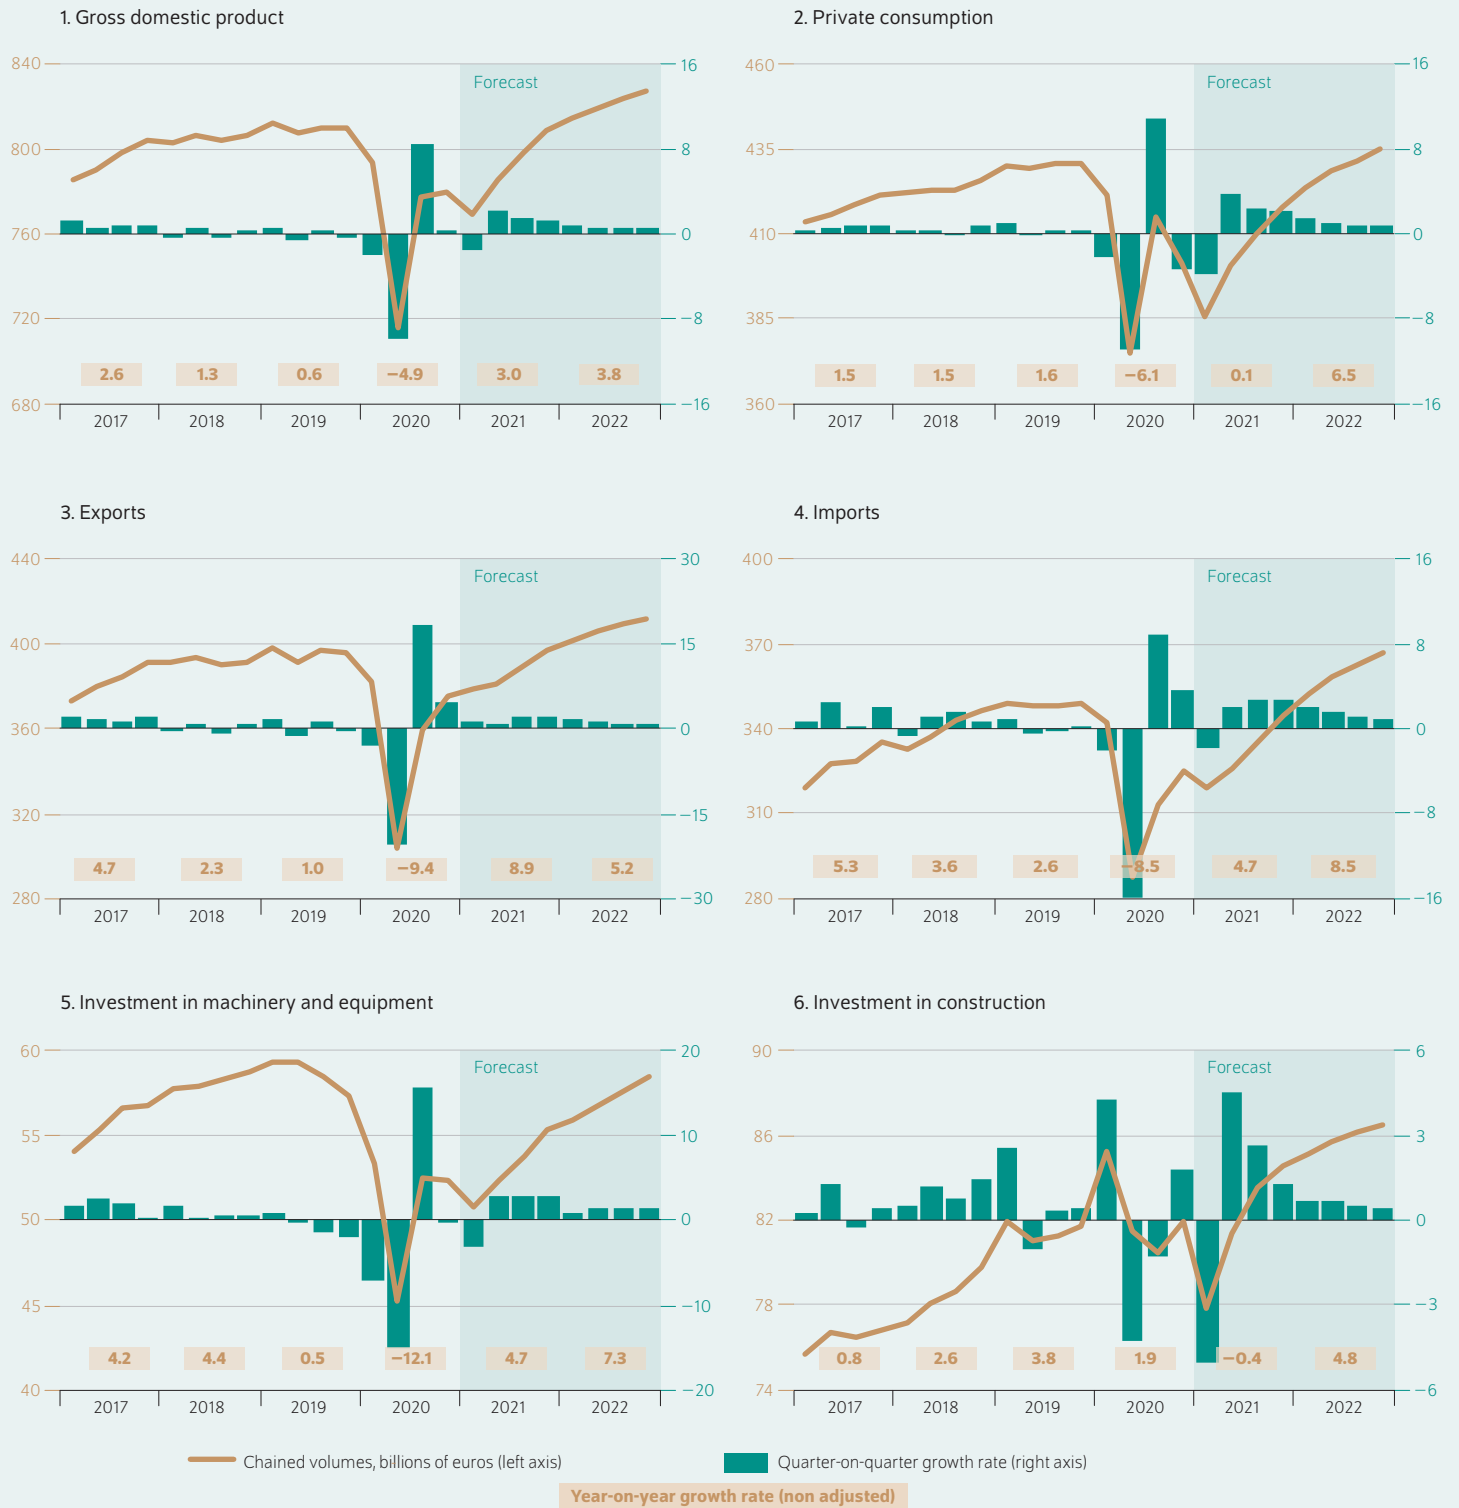 1. Gross domestic product
2. Private consumption
840
16
460
16
Forecast
Forecast
800
8
435
8
760
0
410
0
720
−8
385
−8
2.6 1.3 0.6 −4.9 3.0 3.8
1.5 1.5 1.6 −6.1 0.1 6.5
680
−16
360
−16
2017 2018 2019 2020 2021 2022
2017 2018 2019 2020 2021 2022
3. Exports
4. Imports
440
30
400
16
Forecast
Forecast
400
15
370
8
360
0
340
0
320
−15
310
−8
4.7 2.3 1.0 −9.4 8.9 5.2
5.3 3.6 2.6 −8.5 4.7 8.5
280
−30
280
−16
2017 2018 2019 2020 2021 2022
2017 2018 2019 2020 2021 2022
5. Investment in machinery and equipment
6. Investment in construction
60
20
90
6
Forecast
Forecast
55
10
86
3
50
0
82
0
45
−10
78
−3
4.2 4.4 0.5 −12.1 4.7 7.3
0.8 2.6 3.8 1.9 −0.4 4.8
40
−20
74
−6
2017 2018 2019 2020 2021 2022
2017 2018 2019 2020 2021 2022
Chained volumes, billions of euros (left axis)
Quarter-on-quarter growth rate (right axis)
Year-on-year growth rate (non adjusted)